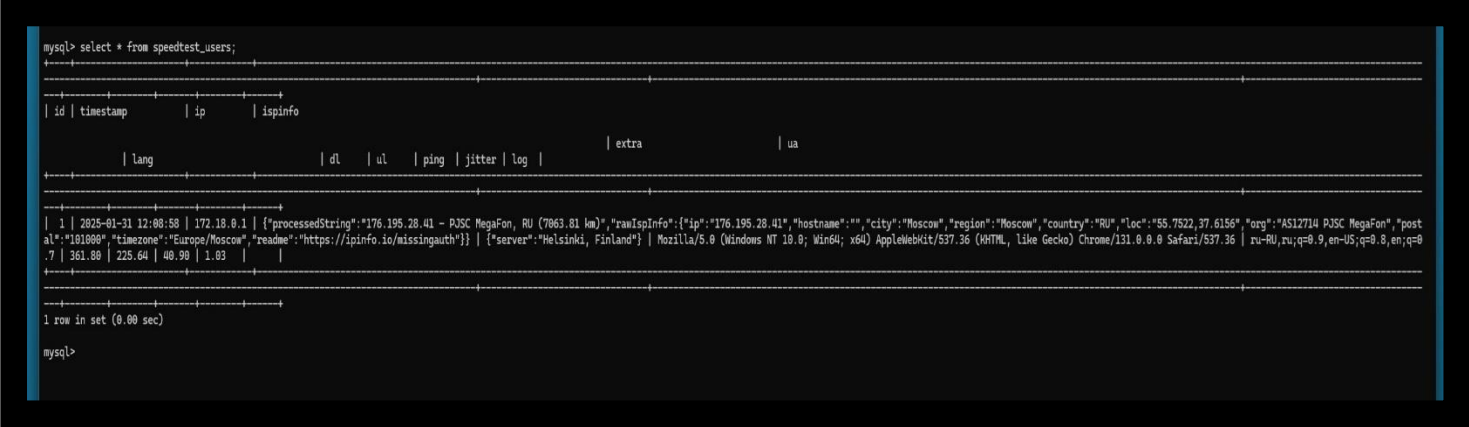 mysql> select * from speedtest_users;
| id | timestamp | ip | ispinfo
| extra | ua
| lang | dl | ul | ping | jitter | log |
| 1 | 2025-01-31 12:08:58 | 172.18.0.1 | {"processedString":"176.195.28.41 - PJSC MegaFon, RU (7063.81 km)","rawIspInfo":{"ip":"176.195.28.41","hostname":"","city":"Moscow","region":"Moscow","country":"RU","loc":"55.7522,37.6156","org":"AS12714 PJSC MegaFon","post
al":"101000","timezone":"Europe/Moscow","readme":"https://ipinfo.io/missingauth"}} | {"server":"Helsinki, Finland"} | Mozilla/5.0 (Windows NT 10.0; Win64; x64) AppleWebKit/537.36 (KHTML, like Gecko) Chrome/131.0.0.0 Safari/537.36 | ru-RU,ru;q=0.9,en-US;q=0.8,en;q=0
.7 | 361.80 | 225.64 | 40.90 | 1.03 | |
1 row in set (0.00 sec)
mysql>